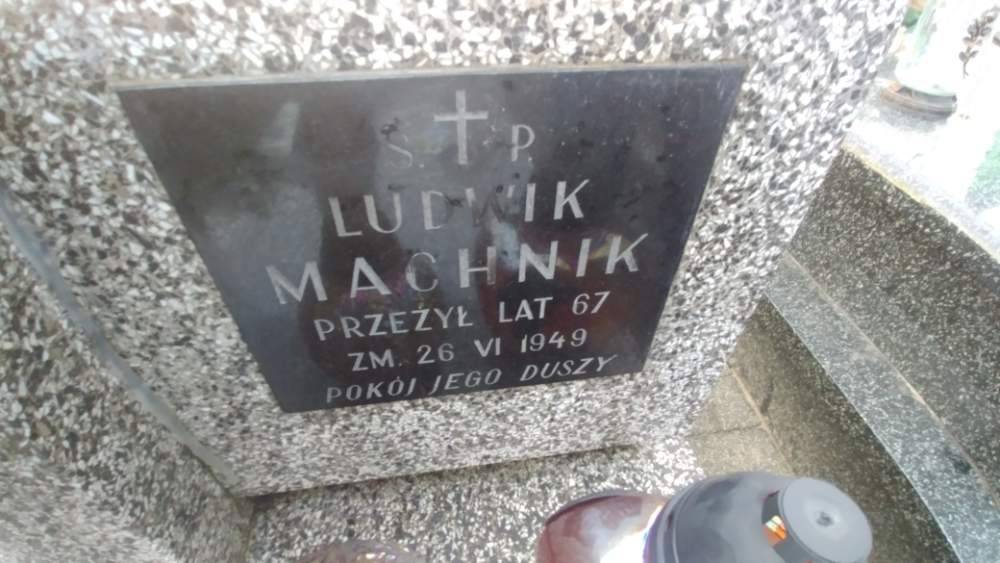 Ś. P.
LUDWIK
MACHNIK
PRZEŻYŁ LAT 67
ZM. 26 VI 1949
POKÓJ JEGO DUSZY